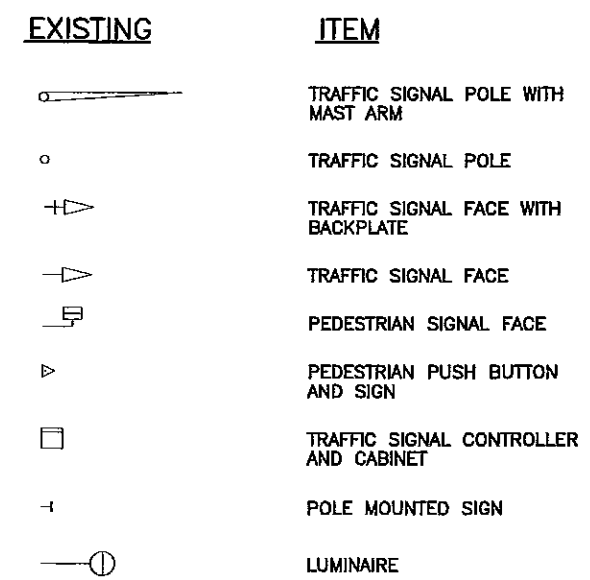 EXISTING ITEM
TRAFFIC SIGNAL POLE WITH
MAST ARM
TRAFFIC SIGNAL POLE
TRAFFIC SIGNAL FACE WITH
BACKPLATE
TRAFFIC SIGNAL FACE
PEDESTRIAN SIGNAL FACE
PEDESTRIAN PUSH BUTTON
AND SIGN
TRAFFIC SIGNAL CONTROLLER
AND CABINET
POLE MOUNTED SIGN
LUMINAIRE